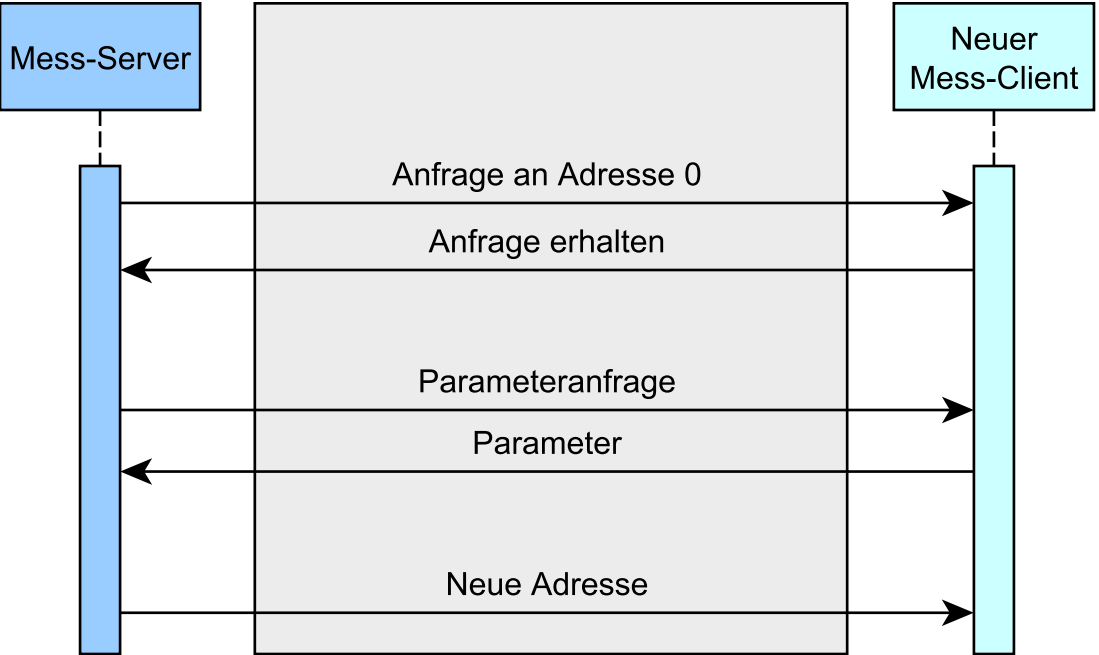 Mess-Server
Neuer
Mess-Client
Anfrage an Adresse 0
Anfrage erhalten
Parameteranfrage
Parameter
Neue Adresse